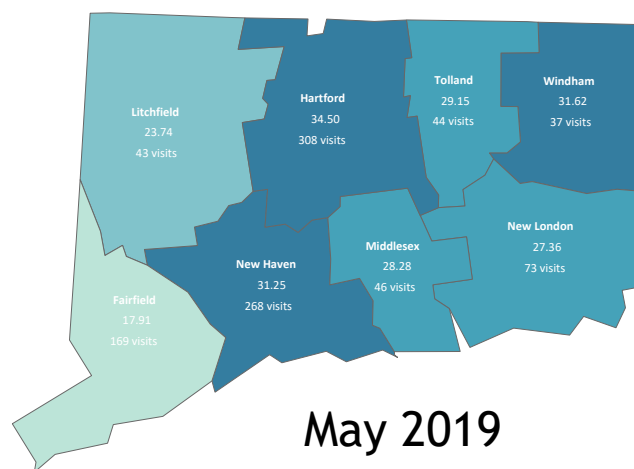 Litchfield
23.74
43 visits
Hartford
34.50
308 visits
Tolland
29.15
44 visits
Windham
31.62
37 visits
Fairfield
17.91
169 visits
New Haven
31.25
268 visits
Middlesex
28.28
46 visits
New London
27.36
73 visits
May 2019